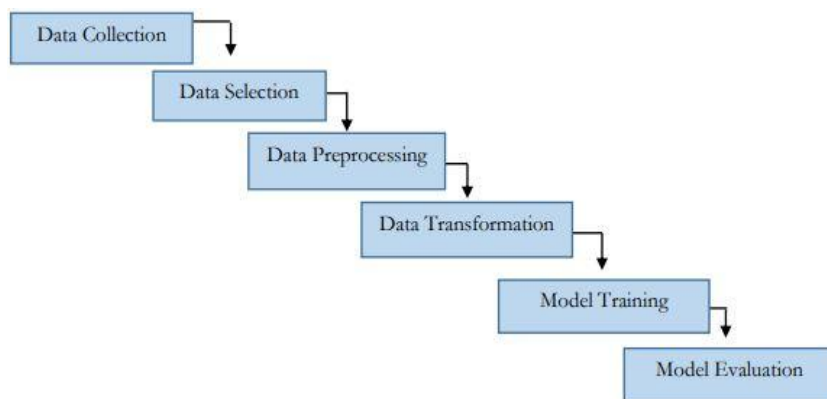 Data Collection
Data Selection
Data Preprocessing
Data Transformation
Model Training
Model Evaluation